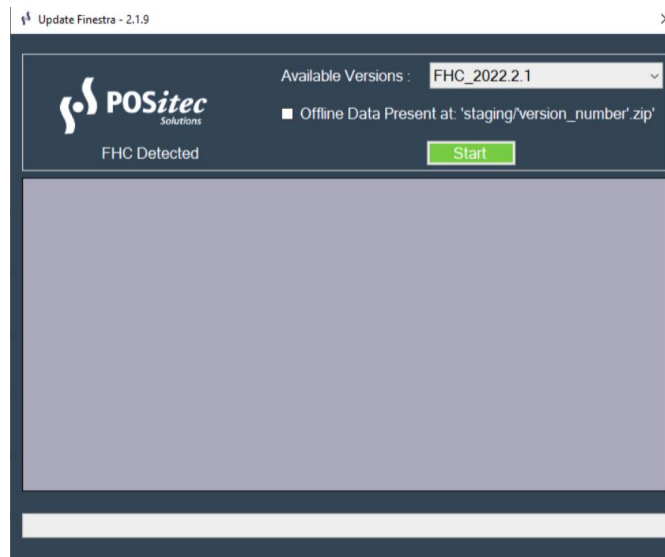 Update Finestra - 2.1.9
Available Versions : FHC_2022.2.1
POSitec
Solutions
Offline Data Present at: 'staging/'version_number'.zip'
FHC Detected
Start